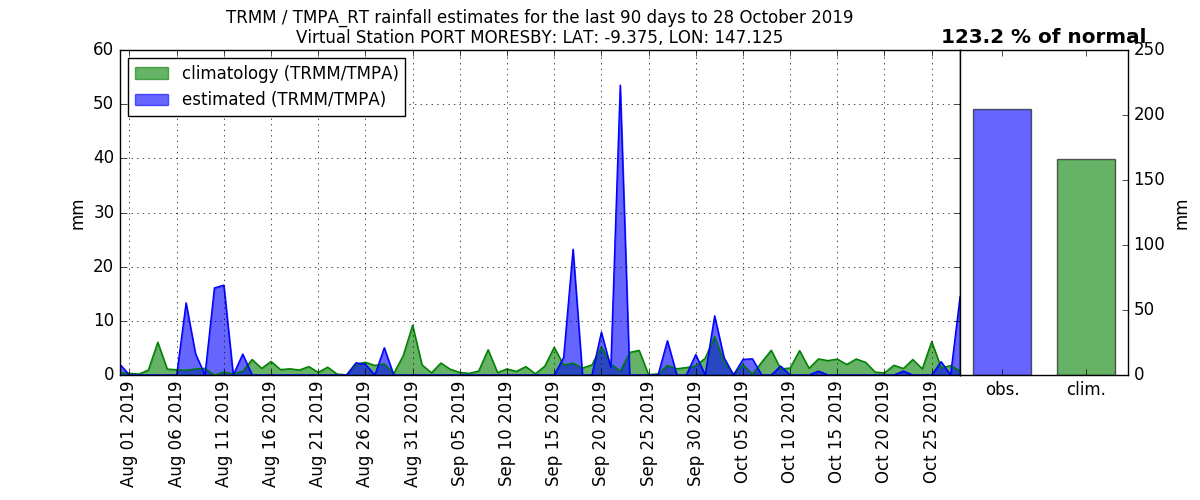 TRMM / TMPA_RT rainfall estimates for the last 90 days to 28 October 2019
Virtual Station PORT MORESBY: LAT: -9.375, LON: 147.125
123.2 % of normal
climatology (TRMM/TMPA)
estimated (TRMM/TMPA)
60
50
40
30
20
10
0
mm
Aug 01 2019
Aug 06 2019
Aug 11 2019
Aug 16 2019
Aug 21 2019
Aug 26 2019
Aug 31 2019
Sep 05 2019
Sep 10 2019
Sep 15 2019
Sep 20 2019
Sep 25 2019
Sep 30 2019
Oct 05 2019
Oct 10 2019
Oct 15 2019
Oct 20 2019
Oct 25 2019
obs.
clim.
250
200
150
100
50
0
mm